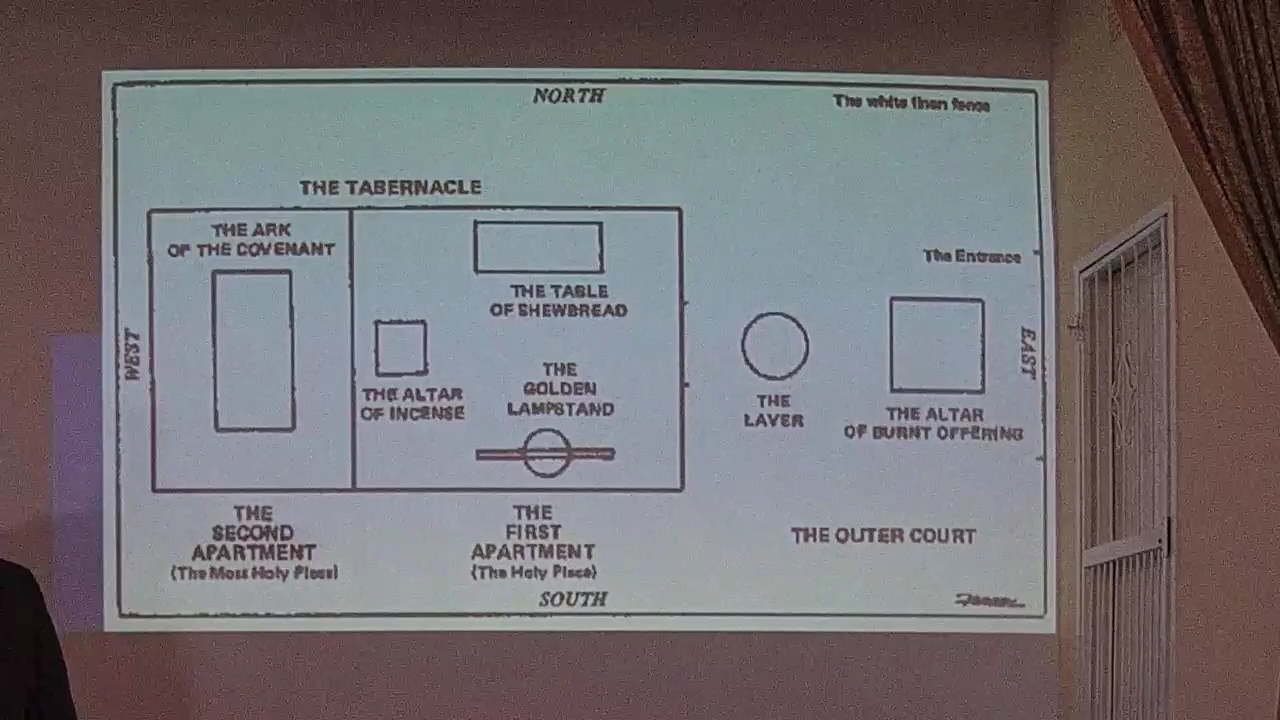 NORTH
The white linen fence
THE TABERNACLE
THE ARK
OF THE COVENANT
THE TABLE
OF SHEWBREAD
The Entrance
WEST
EAST
THE ALTAR
OF INCENSE
THE
GOLDEN
LAMPSTAND
THE
LAVER
THE ALTAR
OF BURNT OFFERING
THE
SECOND
APARTMENT
(The Most Holy Place)
THE
FIRST
APARTMENT
(The Holy Place)
THE OUTER COURT
SOUTH